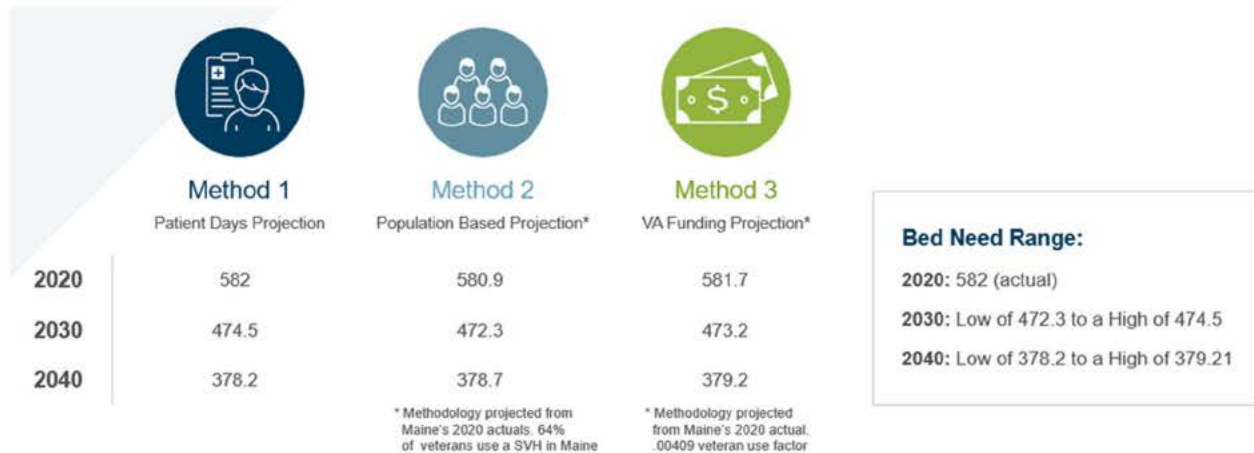 Method 1
Patient Days Projection
Method 2
Population Based Projection*
Method 3
VA Funding Projection*
2020 582 580.9 581.7
2030 474.5 472.3 473.2
2040 378.2 378.7 379.2
* Methodology projected from
Maine's 2020 actuals. 64%
of veterans use a SVH in Maine
* Methodology projected
from Maine's 2020 actual.
.00409 veteran use factor
Bed Need Range:
2020: 582 (actual)
2030: Low of 472.3 to a High of 474.5
2040: Low of 378.2 to a High of 379.21